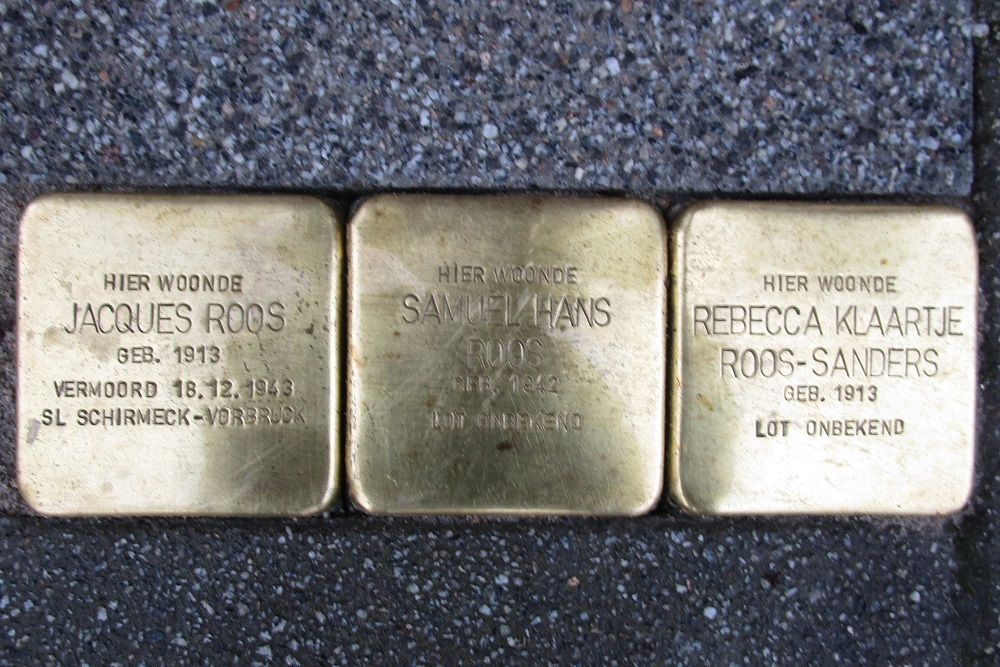 HIER WOONDE
JACQUES ROOS
GEB. 1913
VERMOORD 18.12.1943
SL SCHIRMECK-VORBRUCK
HIER WOONDE
SAMUEL HANS
ROOS
GEB. 1942
LOT ONBEKEND
HIER WOONDE
REBECCA KLAARTJE
ROOS-SANDERS
GEB. 1913
LOT ONBEKEND